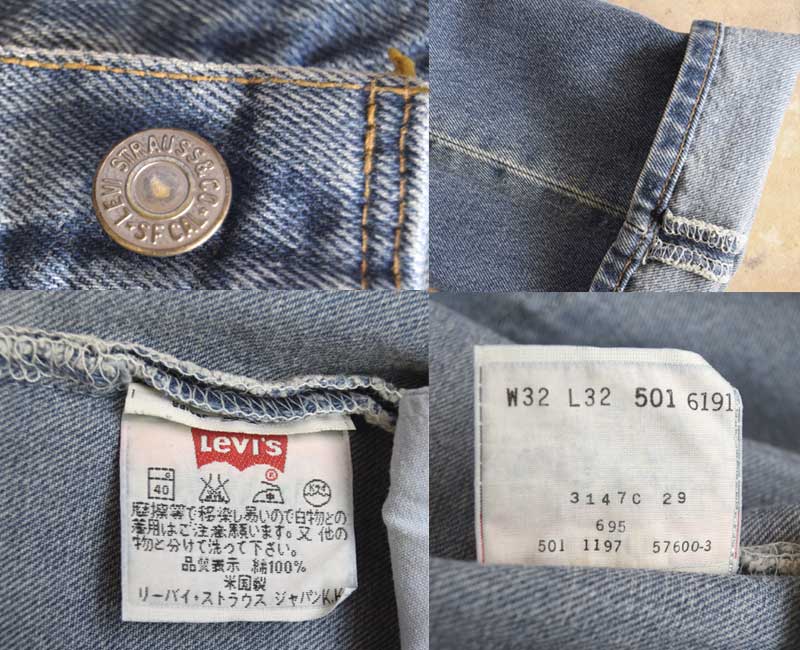 LEVI STRAUSS & CO.
S.F. CAL.
Levi's
40
摩擦等で移染し易いので白物との
着用はご注意願います。又 他の
物と分けて洗って下さい。
品質表示 綿100%
米国製
リーバイ・ストラウス ジャパンK.K
W32 L32 501 6191
3147C 29
695
501 1197 57600-3